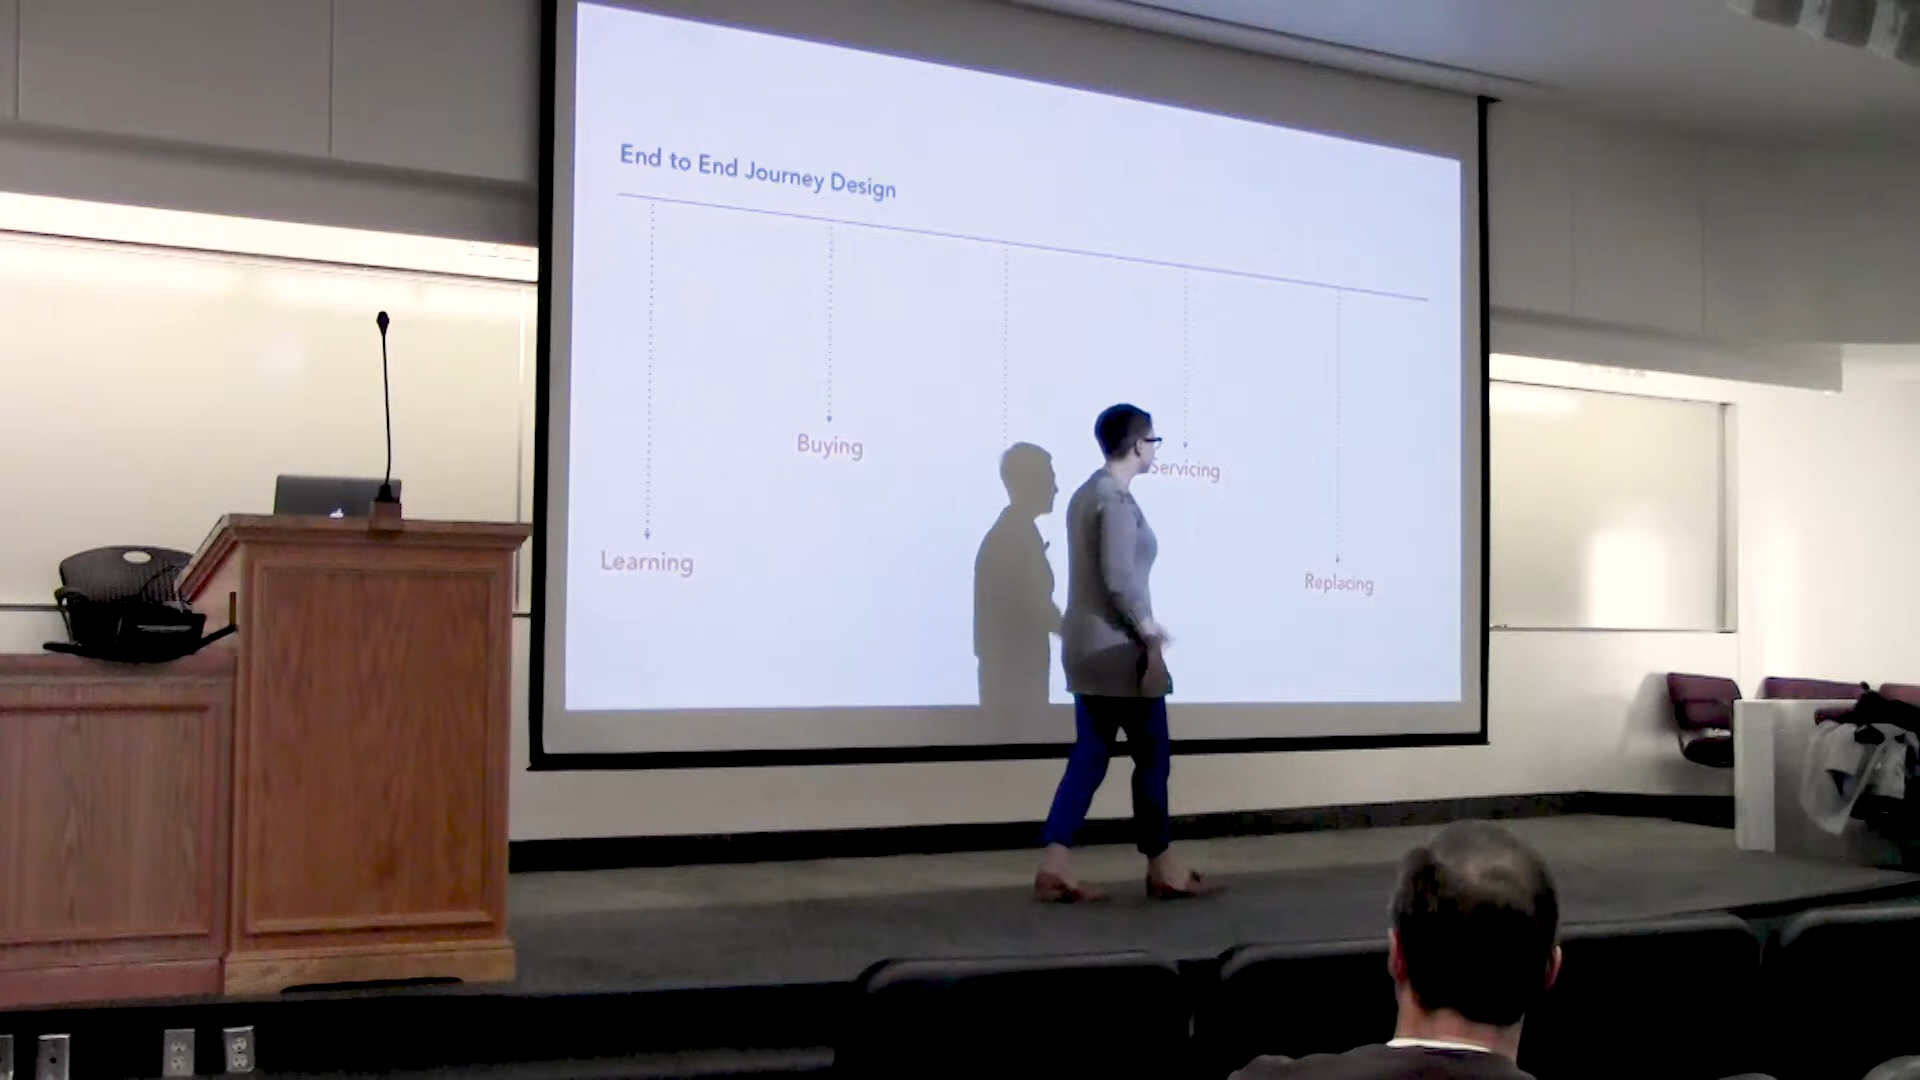 End to End Journey Design
Buying
Servicing
Learning
Replacing